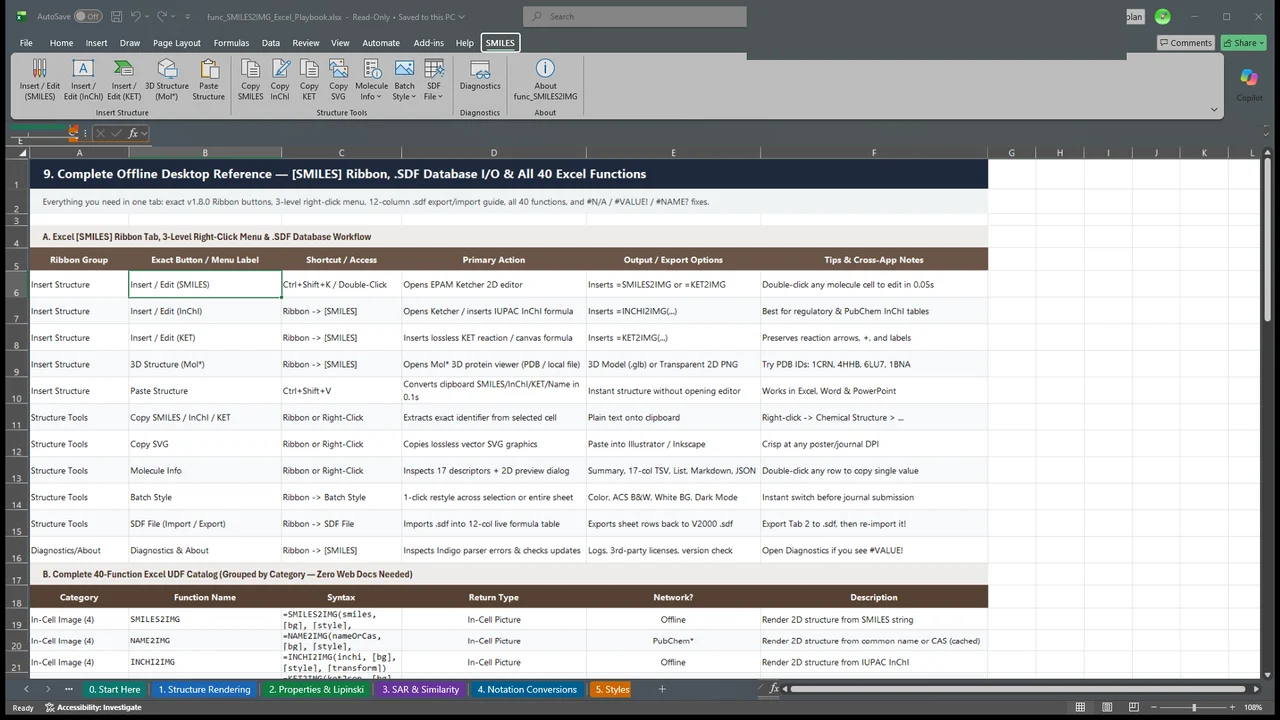 AutoSave Off func_SMILES2IMG_Excel_Playbook.xlsx - Read-Only • Saved to this PC Search olan
File Home Insert Draw Page Layout Formulas Data Review View Automate Add-ins Help SMILES Comments Share
Insert / Edit (SMILES) Insert / Edit (InChI) Insert / Edit (KET) 3D Structure (Mol*) Paste Structure Copy SMILES Copy InChI Copy KET Copy SVG Molecule Info Batch Style SDF File Diagnostics About func_SMILES2IMG Copilot
Insert Structure Structure Tools Diagnostics About
fx
A B C D E F G H I J K L
1 9. Complete Offline Desktop Reference — [SMILES] Ribbon, .SDF Database I/O & All 40 Excel Functions
2 Everything you need in one tab: exact v1.8.0 Ribbon buttons, 3-level right-click menu, 12-column .sdf export/import guide, all 40 functions, and #N/A / #VALUE! / #NAME? fixes.
3
4 A. Excel [SMILES] Ribbon Tab, 3-Level Right-Click Menu & .SDF Database Workflow
5 Ribbon Group Exact Button / Menu Label Shortcut / Access Primary Action Output / Export Options Tips & Cross-App Notes
6 Insert Structure Insert / Edit (SMILES) Ctrl+Shift+K / Double-Click Opens EPAM Ketcher 2D editor Inserts =SMILES2IMG or =KET2IMG Double-click any molecule cell to edit in 0.05s
7 Insert Structure Insert / Edit (InChI) Ribbon -> [SMILES] Opens Ketcher / inserts IUPAC InChI formula Inserts =INCHI2IMG(...) Best for regulatory & PubChem InChI tables
8 Insert Structure Insert / Edit (KET) Ribbon -> [SMILES] Inserts lossless KET reaction / canvas formula Inserts =KET2IMG(...) Preserves reaction arrows, +, and labels
9 Insert Structure 3D Structure (Mol*) Ribbon -> [SMILES] Opens Mol* 3D protein viewer (PDB / local file) 3D Model (.glb) or Transparent 2D PNG Try PDB IDs: 1CRN, 4HHB, 6LU7, 1BNA
10 Insert Structure Paste Structure Ctrl+Shift+V Converts clipboard SMILES/InChI/KET/Name in 0.1s Instant structure without opening editor Works in Excel, Word & PowerPoint
11 Structure Tools Copy SMILES / InChI / KET Ribbon or Right-Click Extracts exact identifier from selected cell Plain text onto clipboard Right-click -> Chemical Structure > ...
12 Structure Tools Copy SVG Ribbon or Right-Click Copies lossless vector SVG graphics Paste into Illustrator / Inkscape Crisp at any poster/journal DPI
13 Structure Tools Molecule Info Ribbon or Right-Click Inspects 17 descriptors + 2D preview dialog Summary, 17-col TSV, List, Markdown, JSON Double-click any row to copy single value
14 Structure Tools Batch Style Ribbon -> Batch Style 1-click restyle across selection or entire sheet Color, ACS B&W, White BG, Dark Mode Instant switch before journal submission
15 Structure Tools SDF File (Import / Export) Ribbon -> SDF File Imports .sdf into 12-col live formula table Exports sheet rows back to V2000 .sdf Export Tab 2 to .sdf, then re-import it!
16 Diagnostics/About Diagnostics & About Ribbon -> [SMILES] Inspects Indigo parser errors & checks updates Logs, 3rd-party licenses, version check Open Diagnostics if you see #VALUE!
17 B. Complete 40-Function Excel UDF Catalog (Grouped by Category — Zero Web Docs Needed)
18 Category Function Name Syntax Return Type Network? Description
19 In-Cell Image (4) SMILES2IMG =SMILES2IMG(smiles, [bg], [style], In-Cell Picture Offline Render 2D structure from SMILES string
20 In-Cell Image (4) NAME2IMG =NAME2IMG(nameOrCas, [bg], [style], In-Cell Picture PubChem* Render 2D structure from common name or CAS (cached)
21 In-Cell Image (4) INCHI2IMG =INCHI2IMG(inchi, [bg], [style], [transform]) In-Cell Picture Offline Render 2D structure from IUPAC InChI
0. Start Here 1. Structure Rendering 2. Properties & Lipinski 3. SAR & Similarity 4. Notation Conversions 5. Styles fx
Ready Accessibility: Investigate 108%